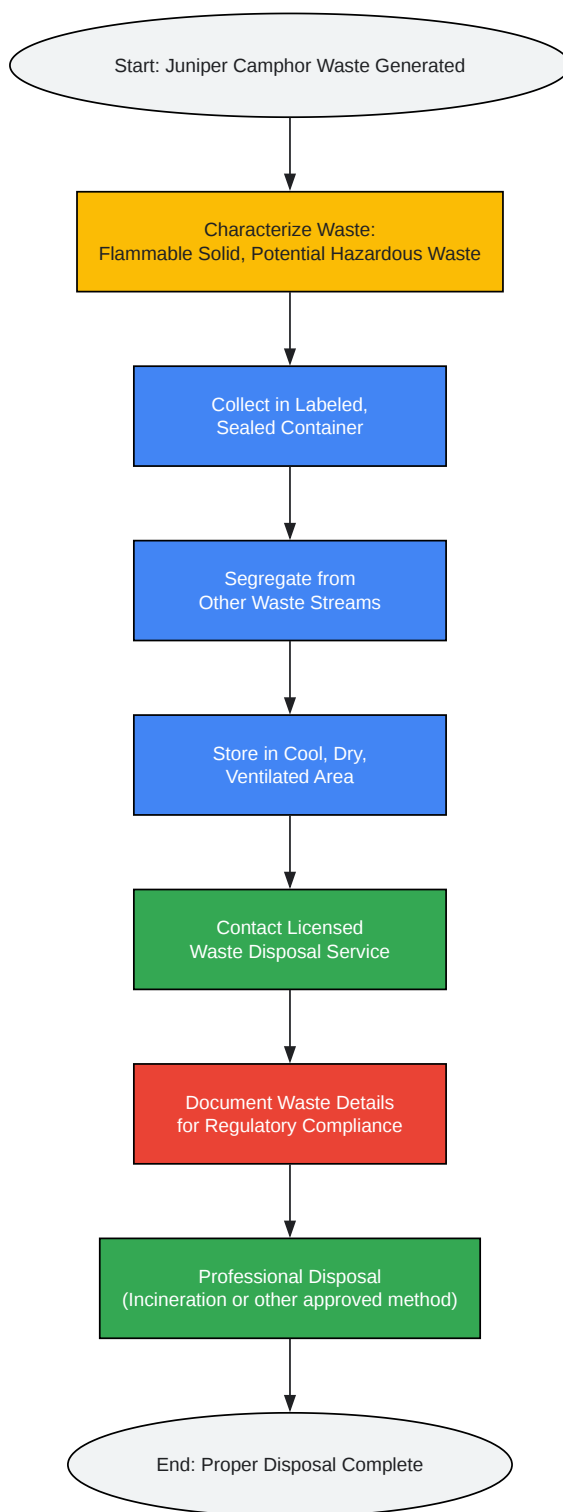 Start: Juniper Camphor Waste Generated
Characterize Waste:
Flammable Solid, Potential Hazardous Waste
Collect in Labeled,
Sealed Container
Segregate from
Other Waste Streams
Store in Cool, Dry,
Ventilated Area
Contact Licensed
Waste Disposal Service
Document Waste Details
for Regulatory Compliance
Professional Disposal
(Incineration or other approved method)
End: Proper Disposal Complete